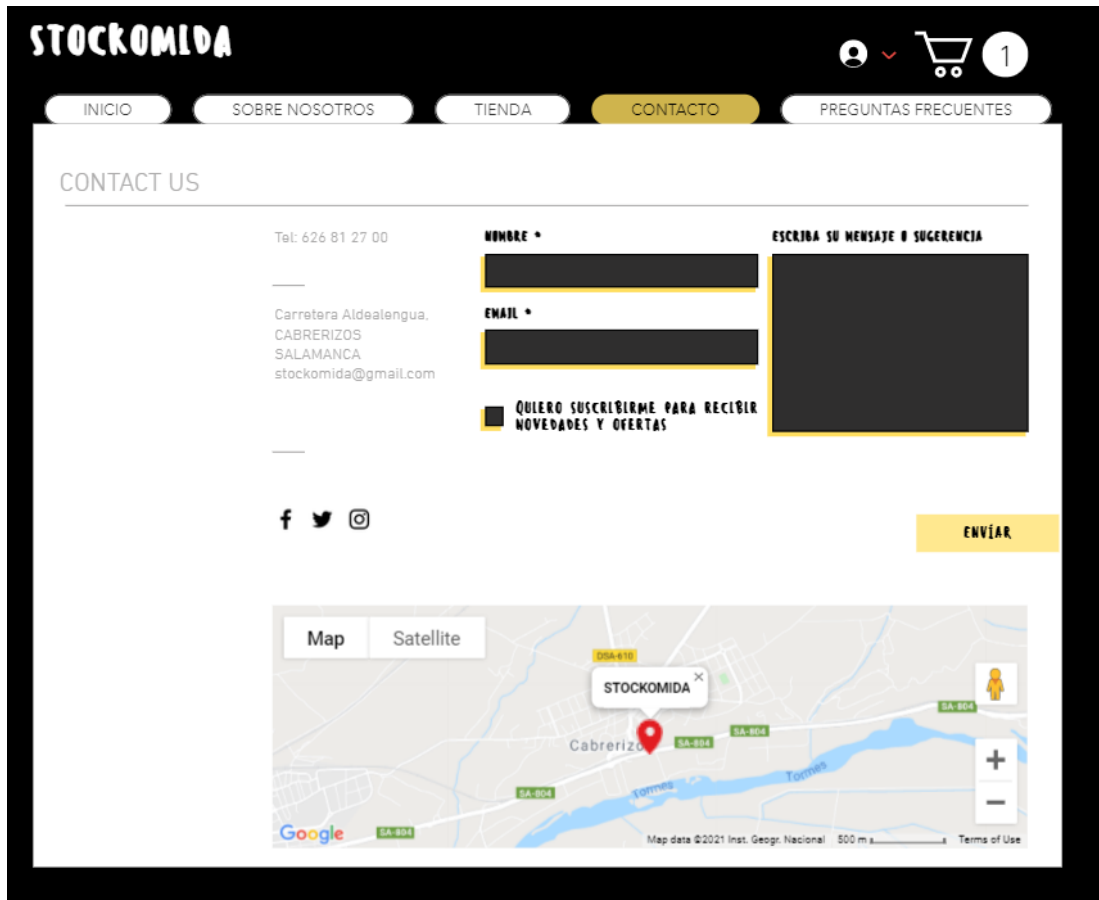 STOCKOMIDA
1
INICIO
SOBRE NOSOTROS
TIENDA
CONTACTO
PREGUNTAS FRECUENTES
CONTACT US
Tel: 626 81 27 00
Carretera Aldealengua,
CABRERIZOS
SALAMANCA
stockomida@gmail.com
NOMBRE *
EMAIL *
QUIERO SUSCRIBIRME PARA RECIBIR
NOVEDADES Y OFERTAS
ESCRIBA SU MENSAJE O SUGERENCIA
ENVÍAR
Map
Satellite
DSA-610
STOCKOMIDA
SA-804
SA-804
Cabrerizo
SA-804
Tormes
Tormes
SA-804
SA-804
Google
Map data ©2021 Inst. Geogr. Nacional
500 m
Terms of Use